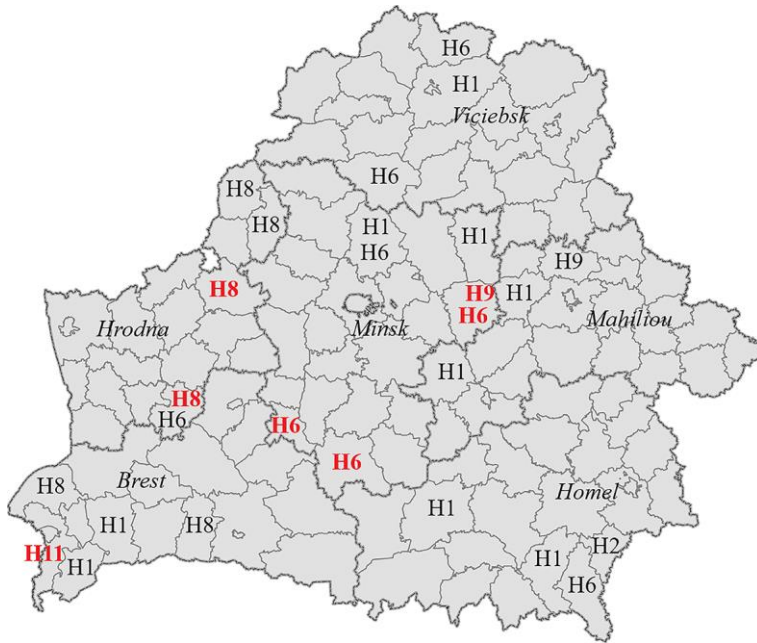 H6
H1
Viciebsk
H6
H8
H8
H1
H6
H1
H9
H8
H9
H1
H6
Hrodna
Minsk
Mahiliou
H1
H8
H6
H6
H6
Brest
H8
Homel
H1
H1
H8
H11
H1
H1
H2
H6